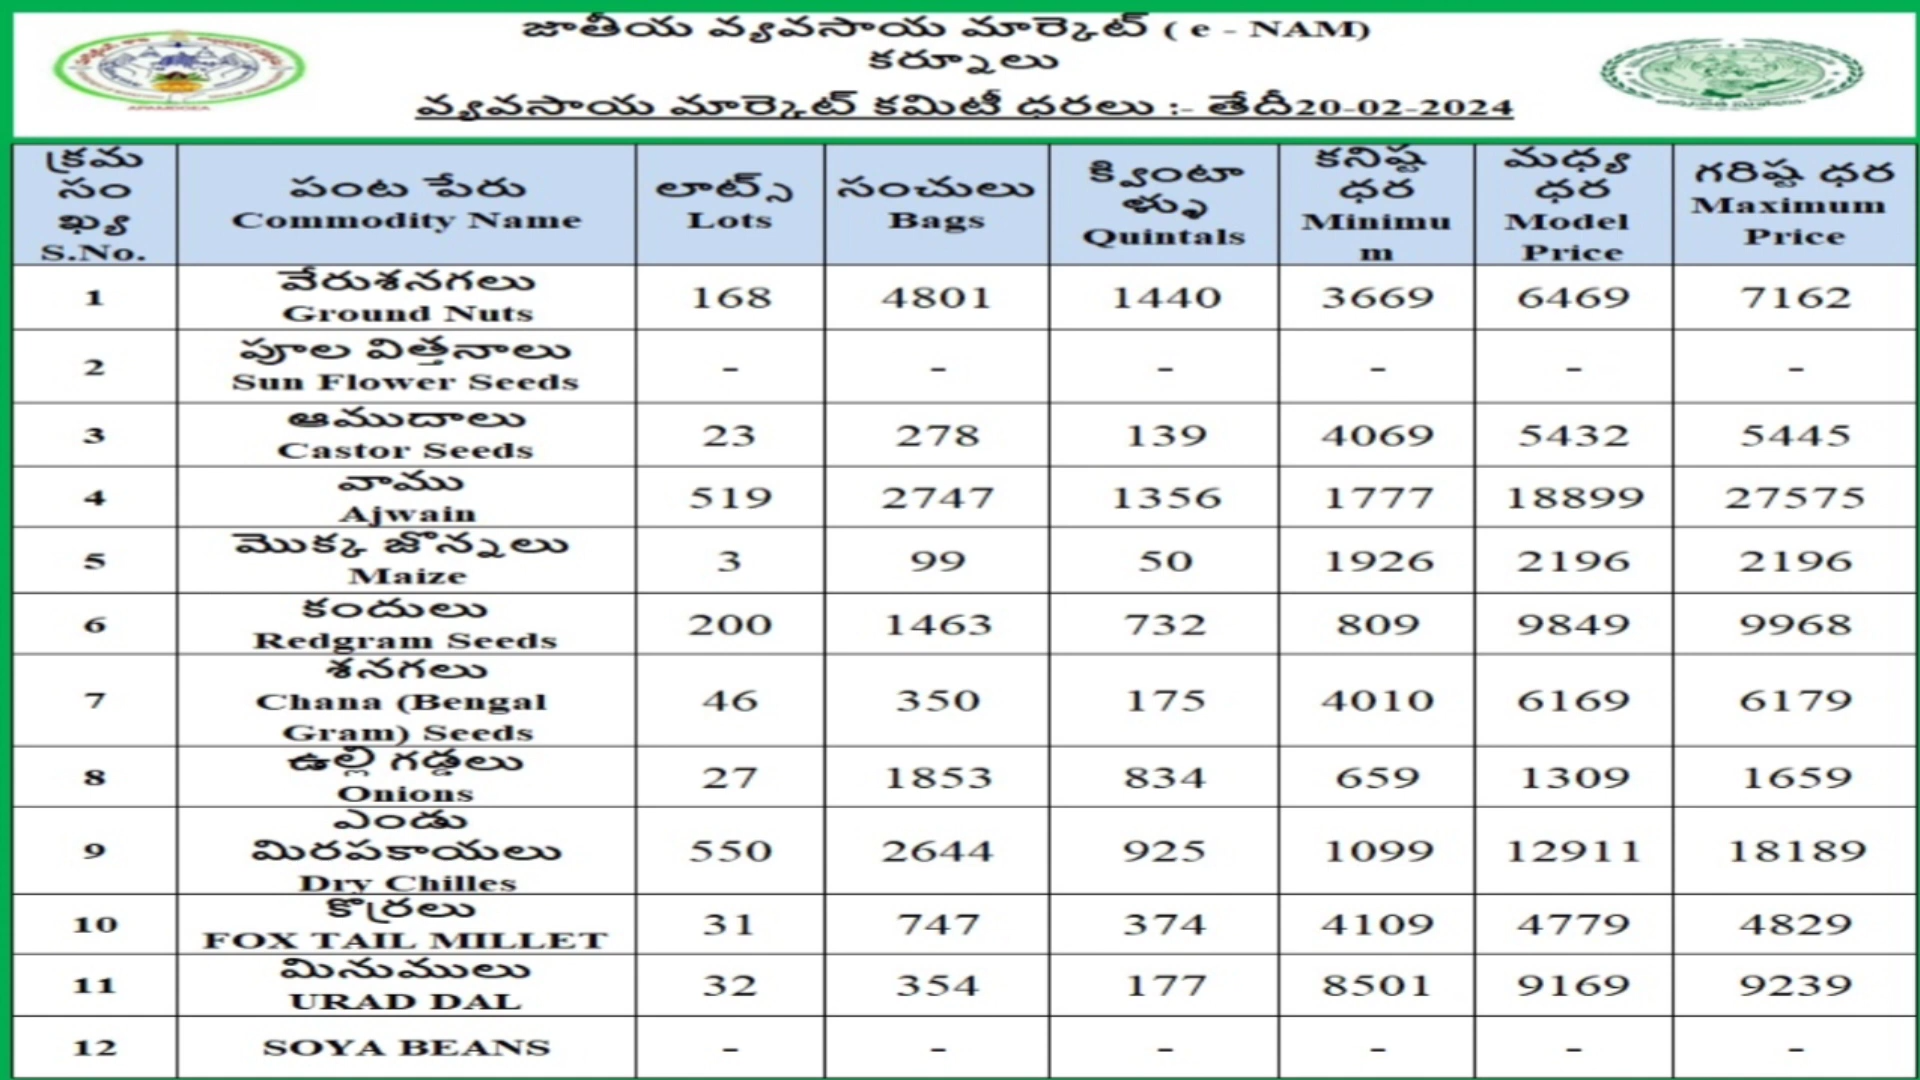 జాతీయ వ్యవసాయ మార్కెట్ ( e - NAM)
కర్నూలు
వ్యవసాయ మార్కెట్ కమిటీ ధరలు :- తేదీ20-02-2024
క్రమ సం ఖ్య S.No. పంట పేరు Commodity Name లాట్స్ Lots సంచులు Bags క్వింటా ళ్ళు Quintals కనిష్ట ధర Minimu m మధ్య ధర Model Price గరిష్ట ధర Maximum Price
1 వేరుశనగలు Ground Nuts 168 4801 1440 3669 6469 7162
2 పూల విత్తనాలు Sun Flower Seeds - - - - - -
3 ఆముదాలు Castor Seeds 23 278 139 4069 5432 5445
4 వాము Ajwain 519 2747 1356 1777 18899 27575
5 మొక్క జొన్నలు Maize 3 99 50 1926 2196 2196
6 కందులు Redgram Seeds 200 1463 732 809 9849 9968
7 శనగలు Chana (Bengal Gram) Seeds 46 350 175 4010 6169 6179
8 ఉల్లి గడ్డలు Onions 27 1853 834 659 1309 1659
9 ఎండు మిరపకాయలు Dry Chilles 550 2644 925 1099 12911 18189
10 కొర్రలు FOX TAIL MILLET 31 747 374 4109 4779 4829
11 మినుములు URAD DAL 32 354 177 8501 9169 9239
12 SOYA BEANS - - - - - -